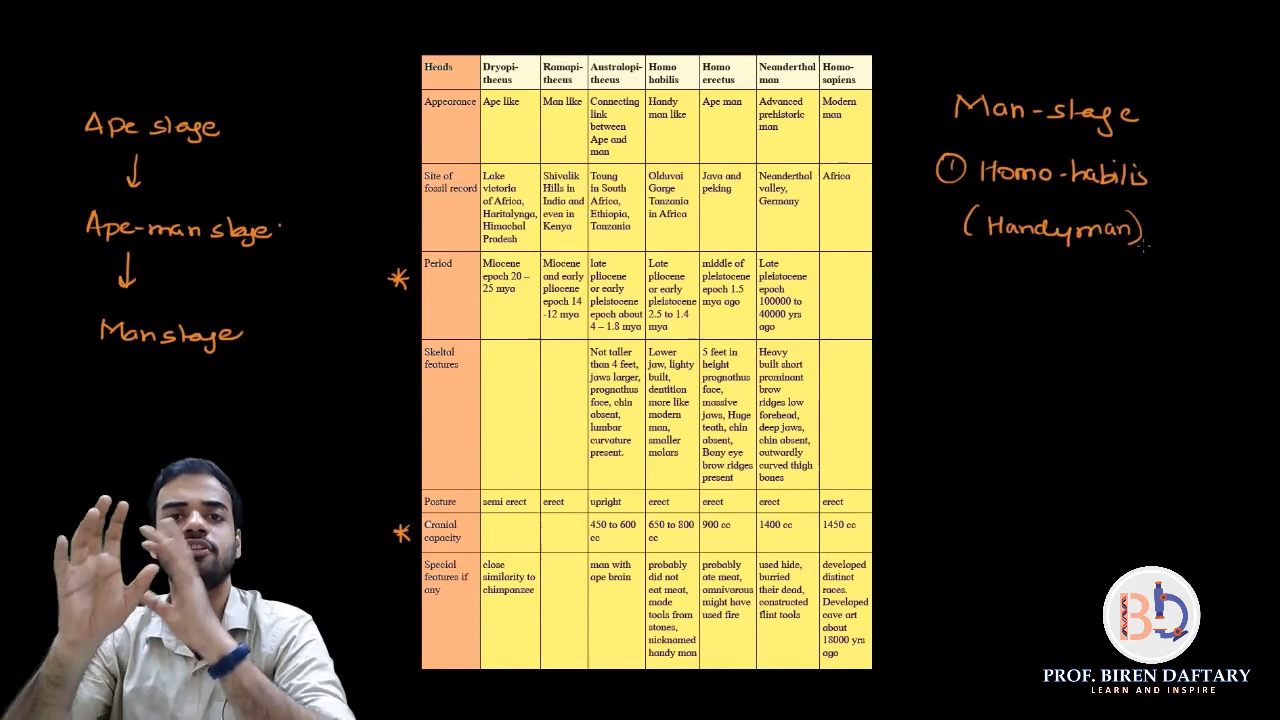 Ape stage
↓
Ape-man stage
↓
Man stage
Heads
Dryopi-
thecus
Ramapi-
thecus
Australopi-
thecus
Homo
habilis
Homo
erectus
Neanderthal
man
Homo-
sapiens
Appearance
Ape like
Man like
Connecting
link
between
Ape and
man
Handy
man like
Ape man
Advanced
prehistoric
man
Modern
man
Site of
fossil record
Lake
victoria
of Africa,
Haritalynga,
Himachal
Pradesh
Shivalik
Hills in
India and
even in
Kenya
Toung
in South
Africa,
Ethiopia,
Tanzania
Olduvai
Gorge
Tanzania
in Africa
Java and
peking
Neanderthal
valley,
Germany
Africa
*
Period
Miocene
epoch 20 –
25 mya
Miocene
and early
pliocene
epoch 14
-12 mya
late
pliocene
or early
pleistocene
epoch about
4 – 1.8 mya
Late
pliocene
or early
pleistocene
2.5 to 1.4
mya
middle of
pleistocene
epoch 1.5
mya ago
Late
pleistocene
epoch
100000 to
40000 yrs
ago
Skeltal
features
Not taller
than 4 feet,
jaws larger,
prognathus
face, chin
absent,
lumbar
curvature
present.
Lower
jaw, lighty
built,
dentition
more like
modern
man,
smaller
molars
5 feet in
height
prognathus
face,
massive
jaws, Huge
teath, chin
absent,
Bony eye
brow ridges
present
Heavy
built short
prominant
brow
ridges low
forehead,
deep jaws,
chin absent,
outwardly
curved thigh
bones
Posture
semi erect
erect
upright
erect
erect
erect
erect
*
Cranial
capacity
450 to 600
cc
650 to 800
cc
900 cc
1400 cc
1450 cc
Special
features if
any
close
similarity to
chimpanzee
man with
ape brain
probably
did not
eat meat,
made
tools from
stones,
nicknamed
handy man
probably
ate meat,
omnivorous
might have
used fire
used hide,
burried
their dead,
constructed
flint tools
developed
distinct
races.
Developed
cave art
about
18000 yrs
ago
Man-stage
① Homo-habilis
(Handyman)
BD
PROF. BIREN DAFTARY
LEARN AND INSPIRE